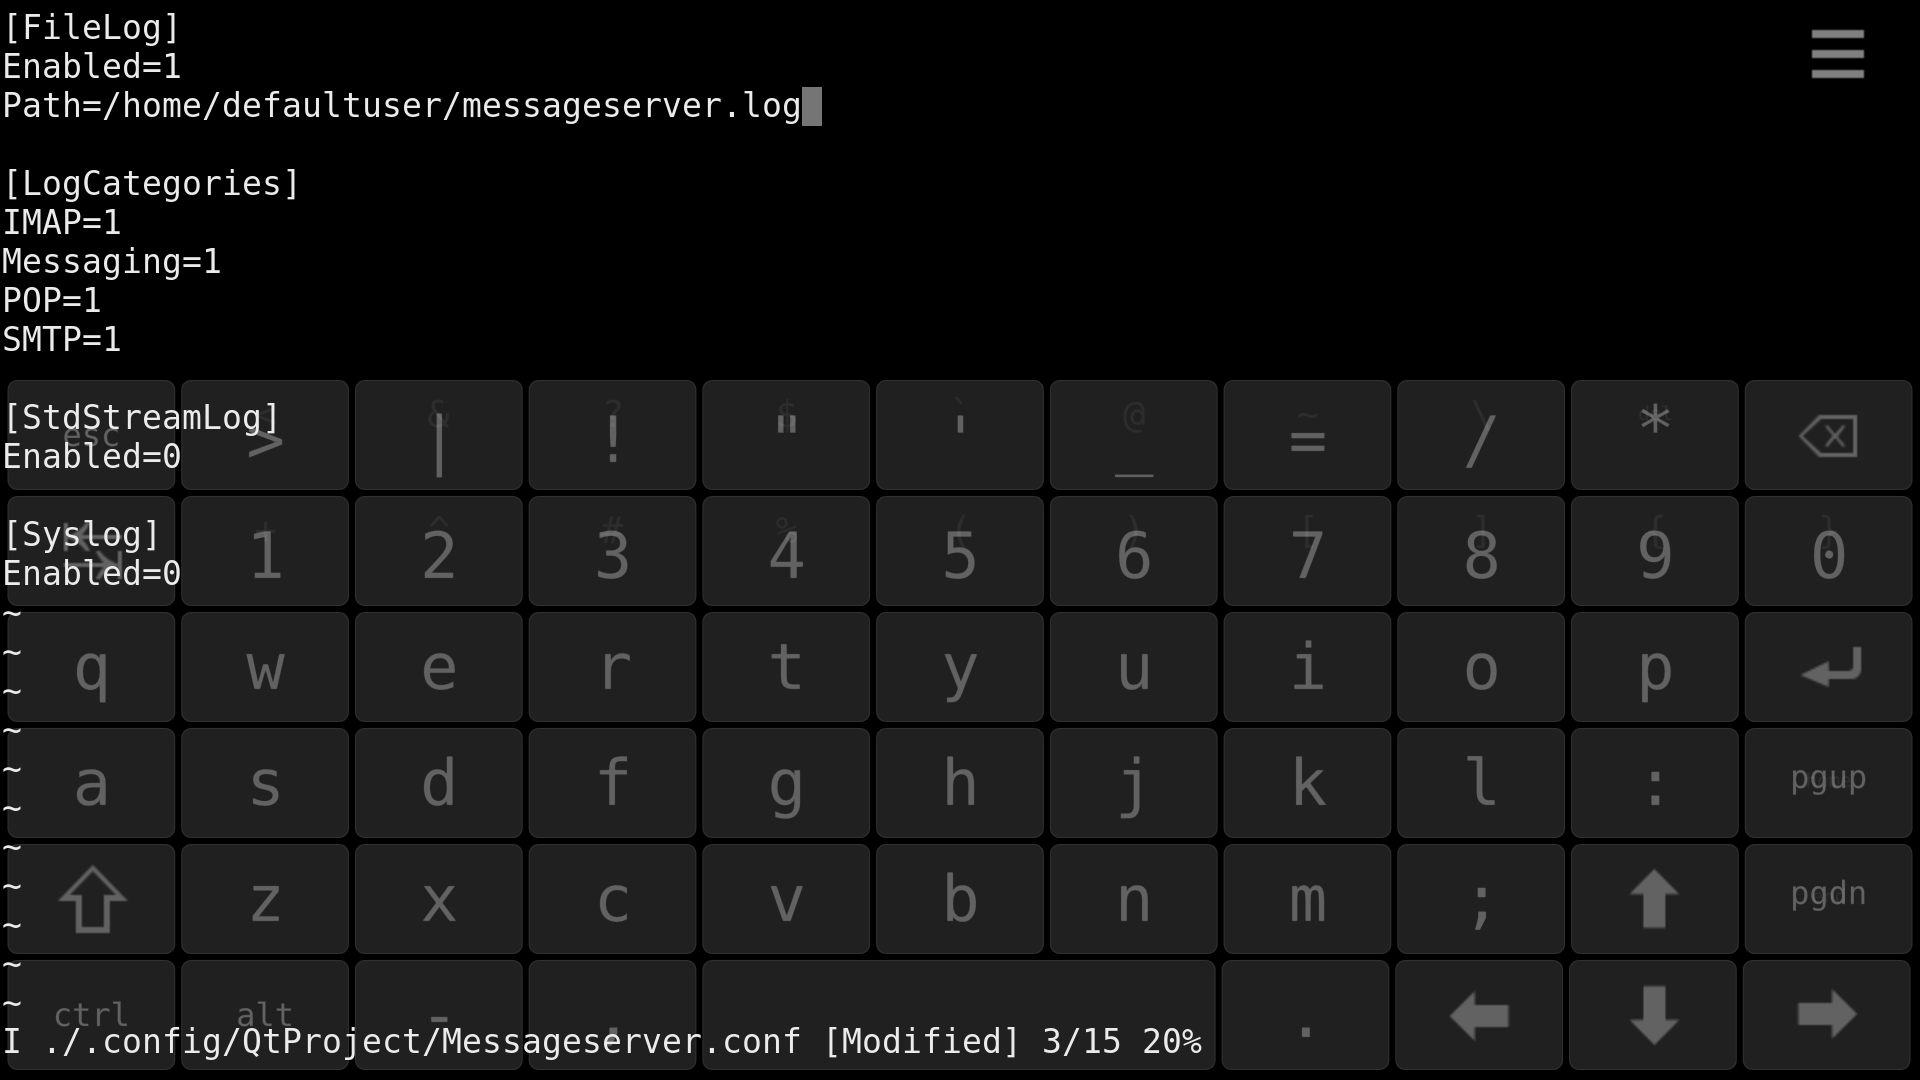 [FileLog]
Enabled=1
Path=/home/defaultuser/messageserver.log

[LogCategories]
IMAP=1
Messaging=1
POP=1
SMTP=1

[StdStreamLog]
Enabled=0

[Syslog]
Enabled=0
~
~
~
~
~
~
~
~
~
~
~
I ./.config/QtProject/Messageserver.conf [Modified] 3/15 20%
esc > | & ! ? " $ ' ` _ @ = ~ / \ *
1 2 ^ 3 # 4 % 5 ( 6 ) 7 [ 8 ] 9 { 0 }
q w e r t y u i o p
a s d f g h j k l : pgup
z x c v b n m ; pgdn
ctrl alt - , .